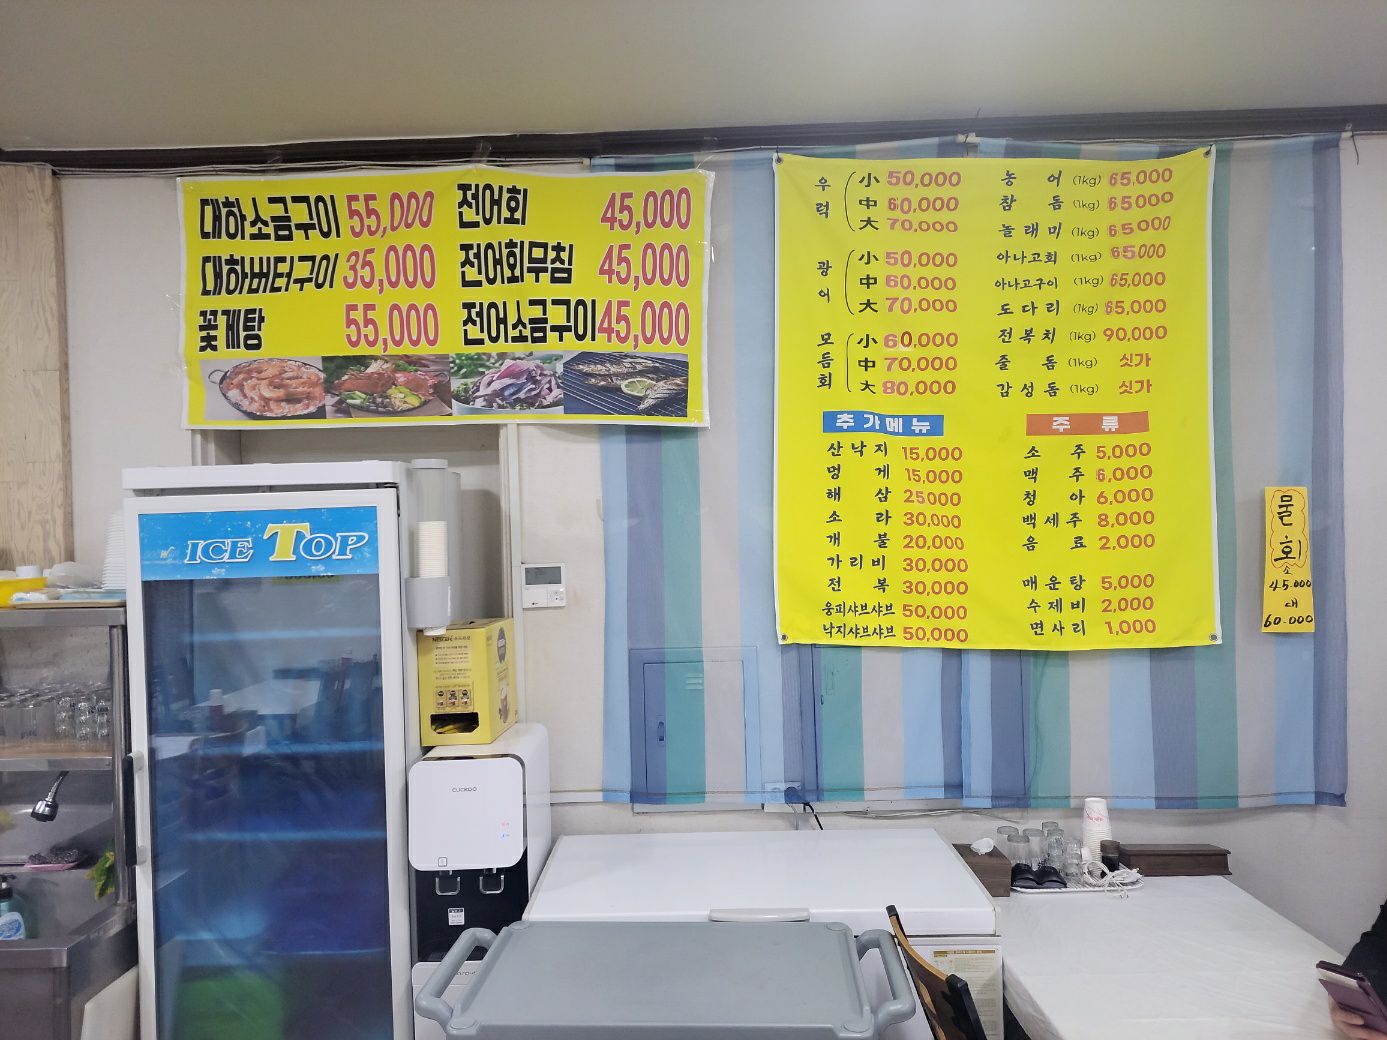 대하소금구이 55,000 전어회 45,000
대하버터구이 35,000 전어회무침 45,000
꽃게탕 55,000 전어소금구이 45,000
우럭 小 50,000
中 60,000
大 70,000
광어 小 50,000
中 60,000
大 70,000
모듬회 小 60,000
中 70,000
大 80,000
농어 (1kg) 65,000
참돔 (1kg) 65000
놀래미 (1kg) 65000
아나고회 (1kg) 65000
아나고구이 (1kg) 65,000
도다리 (1kg) 65,000
전복치 (1kg) 90,000
줄돔 (1kg) 싯가
감성돔 (1kg) 싯가
추가메뉴
산낙지 15,000
멍게 15,000
해삼 25000
소라 30,000
개불 20,000
가리비 30,000
전복 30,000
웅피샤브샤브 50,000
낙지샤브샤브 50,000
주류
소주 5,000
맥주 6,000
청아 6,000
백세주 8,000
음료 2,000
매운탕 5,000
수제비 2,000
면사리 1,000
물회
소
45.000
대
60.000
ICE TOP
CUCKOO